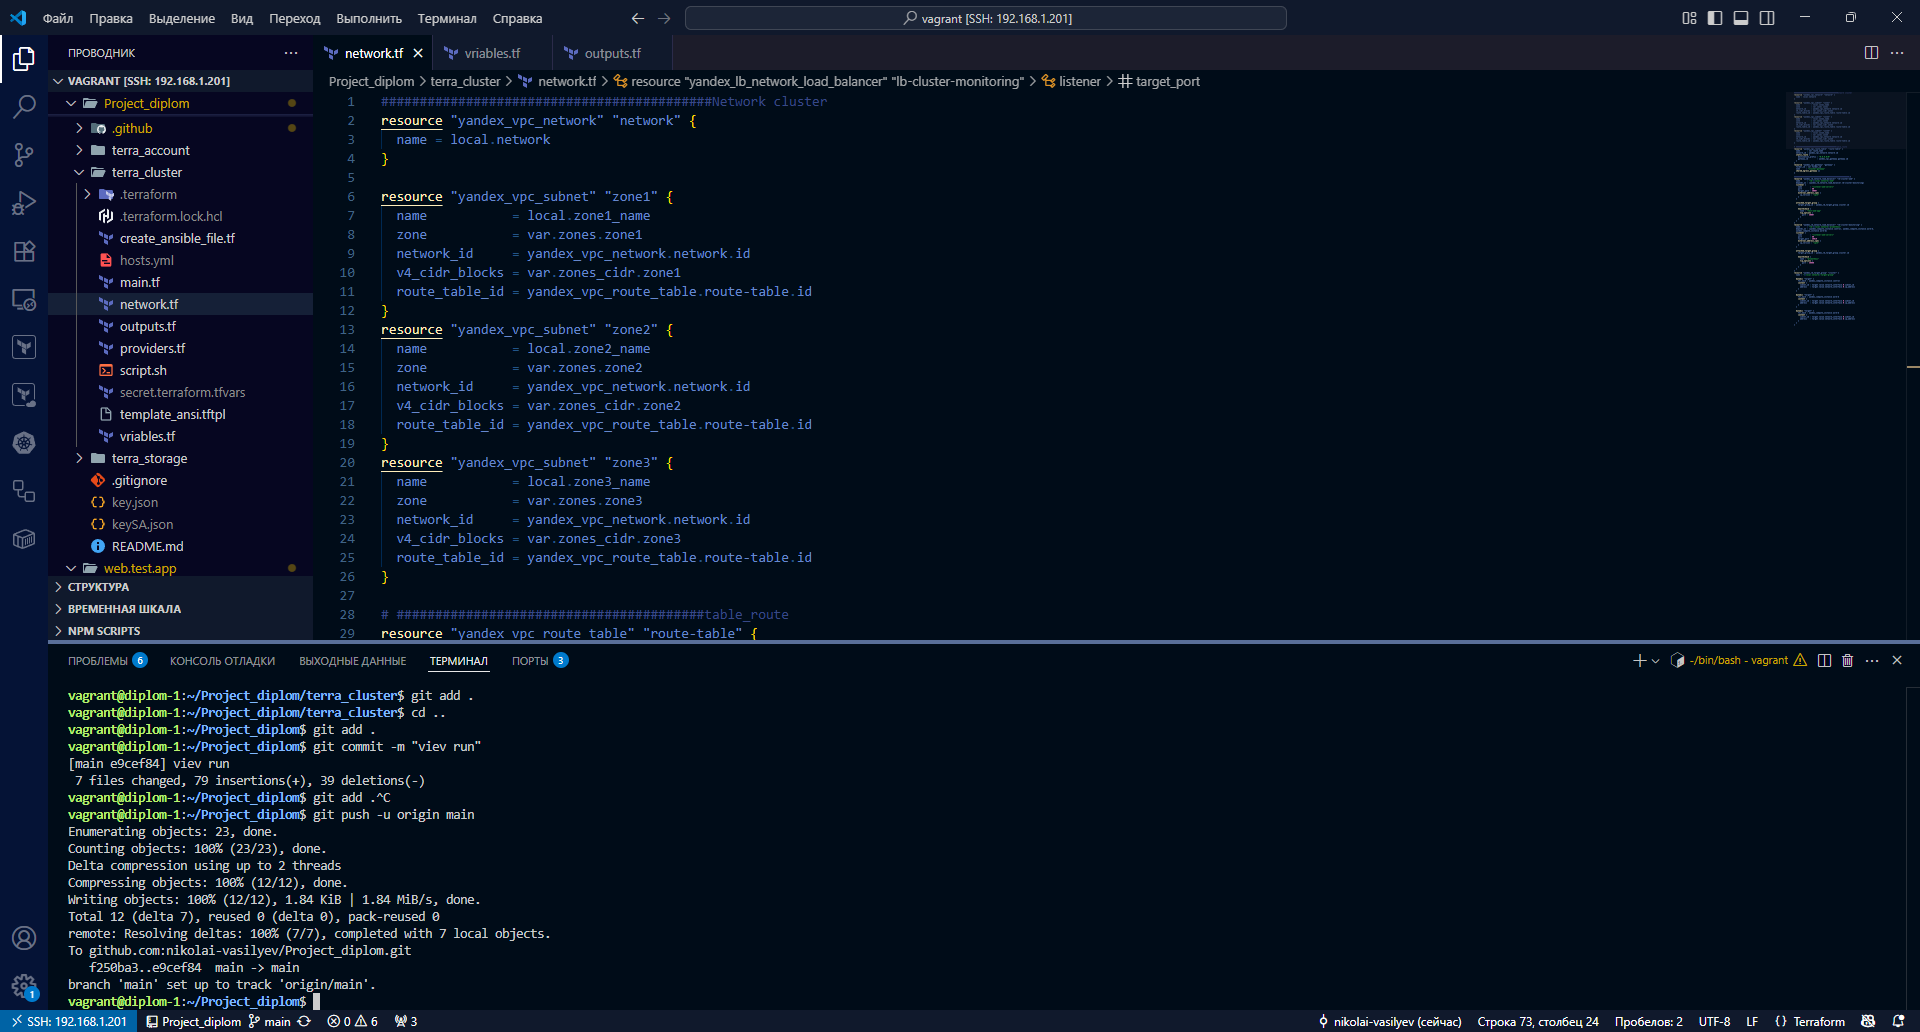 Файл Правка Выделение Вид Переход Выполнить Терминал Справка
vagrant [SSH: 192.168.1.201]
ПРОВОДНИК
VAGRANT [SSH: 192.168.1.201]
Project_diplom
.github
terra_account
terra_cluster
.terraform
.terraform.lock.hcl
create_ansible_file.tf
hosts.yml
main.tf
network.tf
outputs.tf
providers.tf
script.sh
secret.terraform.tfvars
template_ansi.tftpl
vriables.tf
terra_storage
.gitignore
key.json
keySA.json
README.md
web.test.app
СТРУКТУРА
ВРЕМЕННАЯ ШКАЛА
NPM SCRIPTS
network.tf vriables.tf outputs.tf
Project_diplom > terra_cluster > network.tf > resource "yandex_lb_network_load_balancer" "lb-cluster-monitoring" > listener > target_port
1 ###########################################Network cluster
2 resource "yandex_vpc_network" "network" {
3 name = local.network
4 }
5
6 resource "yandex_vpc_subnet" "zone1" {
7 name = local.zone1_name
8 zone = var.zones.zone1
9 network_id = yandex_vpc_network.network.id
10 v4_cidr_blocks = var.zones_cidr.zone1
11 route_table_id = yandex_vpc_route_table.route-table.id
12 }
13 resource "yandex_vpc_subnet" "zone2" {
14 name = local.zone2_name
15 zone = var.zones.zone2
16 network_id = yandex_vpc_network.network.id
17 v4_cidr_blocks = var.zones_cidr.zone2
18 route_table_id = yandex_vpc_route_table.route-table.id
19 }
20 resource "yandex_vpc_subnet" "zone3" {
21 name = local.zone3_name
22 zone = var.zones.zone3
23 network_id = yandex_vpc_network.network.id
24 v4_cidr_blocks = var.zones_cidr.zone3
25 route_table_id = yandex_vpc_route_table.route-table.id
26 }
27
28 # ########################################table_route
29 resource "yandex_vpc_route_table" "route-table" {
ПРОБЛЕМЫ 6 КОНСОЛЬ ОТЛАДКИ ВЫХОДНЫЕ ДАННЫЕ ТЕРМИНАЛ ПОРТЫ 3
/bin/bash - vagrant
vagrant@diplom-1:~/Project_diplom/terra_cluster$ git add .
vagrant@diplom-1:~/Project_diplom/terra_cluster$ cd ..
vagrant@diplom-1:~/Project_diplom$ git add .
vagrant@diplom-1:~/Project_diplom$ git commit -m "viev run"
[main e9cef84] viev run
7 files changed, 79 insertions(+), 39 deletions(-)
vagrant@diplom-1:~/Project_diplom$ git add .^C
vagrant@diplom-1:~/Project_diplom$ git push -u origin main
Enumerating objects: 23, done.
Counting objects: 100% (23/23), done.
Delta compression using up to 2 threads
Compressing objects: 100% (12/12), done.
Writing objects: 100% (12/12), 1.84 KiB | 1.84 MiB/s, done.
Total 12 (delta 7), reused 0 (delta 0), pack-reused 0
remote: Resolving deltas: 100% (7/7), completed with 7 local objects.
To github.com:nikolai-vasilyev/Project_diplom.git
f250ba3..e9cef84 main -> main
branch 'main' set up to track 'origin/main'.
vagrant@diplom-1:~/Project_diplom$
1
SSH: 192.168.1.201 Project_diplom main 0 6 3 nikolai-vasilyev (сейчас) Строка 73, столбец 24 Пробелов: 2 UTF-8 LF {} Terraform